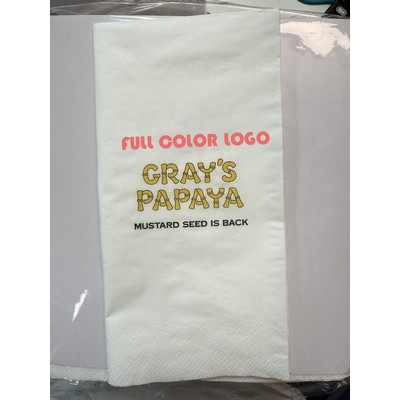 FULL COLOR LOGO
GRAY'S
PAPAYA
MUSTARD SEED IS BACK